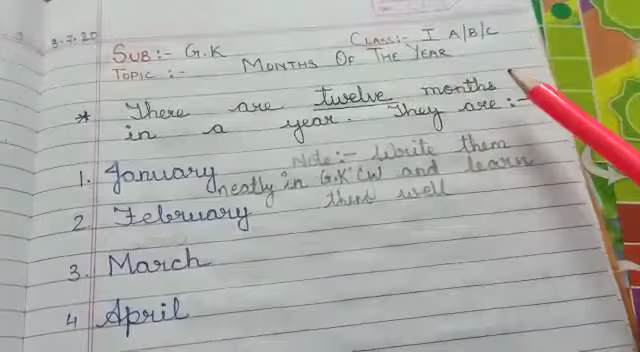 3.7.20
SUB:- G.K
CLASS:- I A/B/C
TOPIC :- MONTHS OF THE YEAR
* There are twelve months
in a year. They are :-
1. January
Note:- Write them
neatly in G.K CW and learn
them well
2. February
3. March
4 April